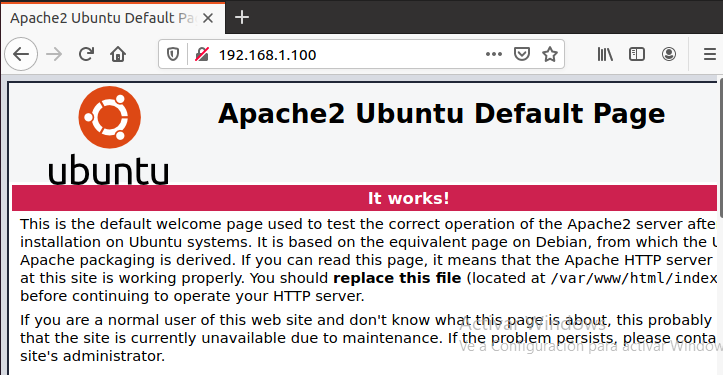 Apache2 Ubuntu Default Pa
192.168.1.100
ubuntu
Apache2 Ubuntu Default Page
It works!
This is the default welcome page used to test the correct operation of the Apache2 server afte
installation on Ubuntu systems. It is based on the equivalent page on Debian, from which the U
Apache packaging is derived. If you can read this page, it means that the Apache HTTP server
at this site is working properly. You should replace this file (located at /var/www/html/index
before continuing to operate your HTTP server.
If you are a normal user of this web site and don't know what this page is about, this probably
that the site is currently unavailable due to maintenance. If the problem persists, please conta
site's administrator.
Activar Windows
Ve a Configuración para activar Windows